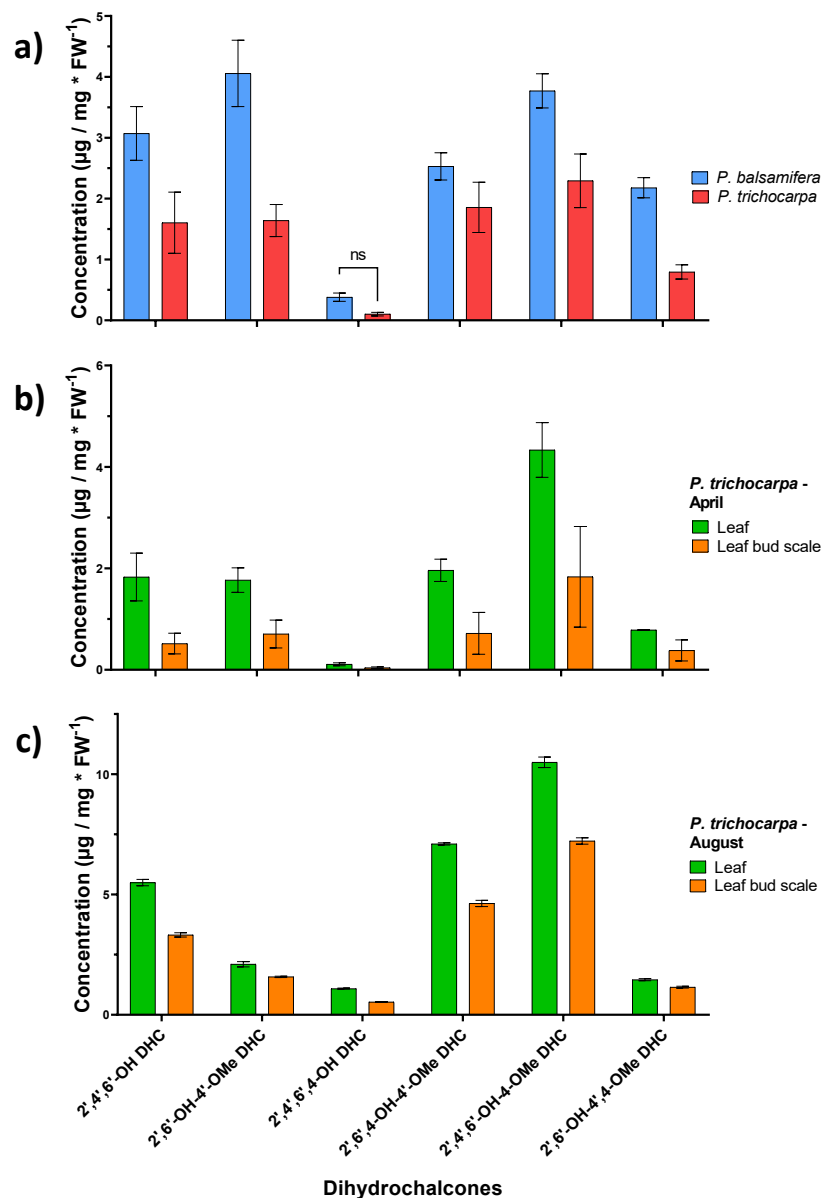 a)
Concentration (µg / mg * FW⁻¹)
5
4
3
2
1
0
ns
P. balsamifera
P. trichocarpa
b)
Concentration (µg / mg * FW⁻¹)
6
4
2
0
P. trichocarpa -
April
Leaf
Leaf bud scale
c)
Concentration (µg / mg * FW⁻¹)
10
5
0
P. trichocarpa -
August
Leaf
Leaf bud scale
2',4',6'-OH DHC
2',6'-OH-4'-OMe DHC
2',4',6',4-OH DHC
2',6',4-OH-4'-OMe DHC
2',4',6'-OH-4-OMe DHC
2',6'-OH-4',4-OMe DHC
Dihydrochalcones